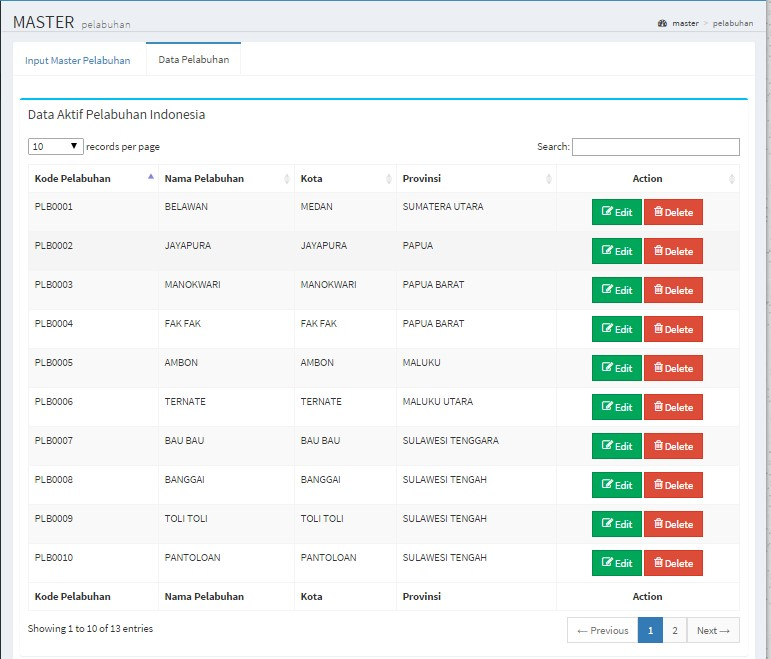 MASTER pelabuhan
master > pelabuhan
Input Master Pelabuhan
Data Pelabuhan
Data Aktif Pelabuhan Indonesia
10 records per page
Search:
Kode Pelabuhan Nama Pelabuhan Kota Provinsi Action
PLB0001 BELAWAN MEDAN SUMATERA UTARA Edit Delete
PLB0002 JAYAPURA JAYAPURA PAPUA Edit Delete
PLB0003 MANOKWARI MANOKWARI PAPUA BARAT Edit Delete
PLB0004 FAK FAK FAK FAK PAPUA BARAT Edit Delete
PLB0005 AMBON AMBON MALUKU Edit Delete
PLB0006 TERNATE TERNATE MALUKU UTARA Edit Delete
PLB0007 BAU BAU BAU BAU SULAWESI TENGGARA Edit Delete
PLB0008 BANGGAI BANGGAI SULAWESI TENGAH Edit Delete
PLB0009 TOLI TOLI TOLI TOLI SULAWESI TENGAH Edit Delete
PLB0010 PANTOLOAN PANTOLOAN SULAWESI TENGAH Edit Delete
Kode Pelabuhan Nama Pelabuhan Kota Provinsi Action
Showing 1 to 10 of 13 entries
← Previous 1 2 Next →